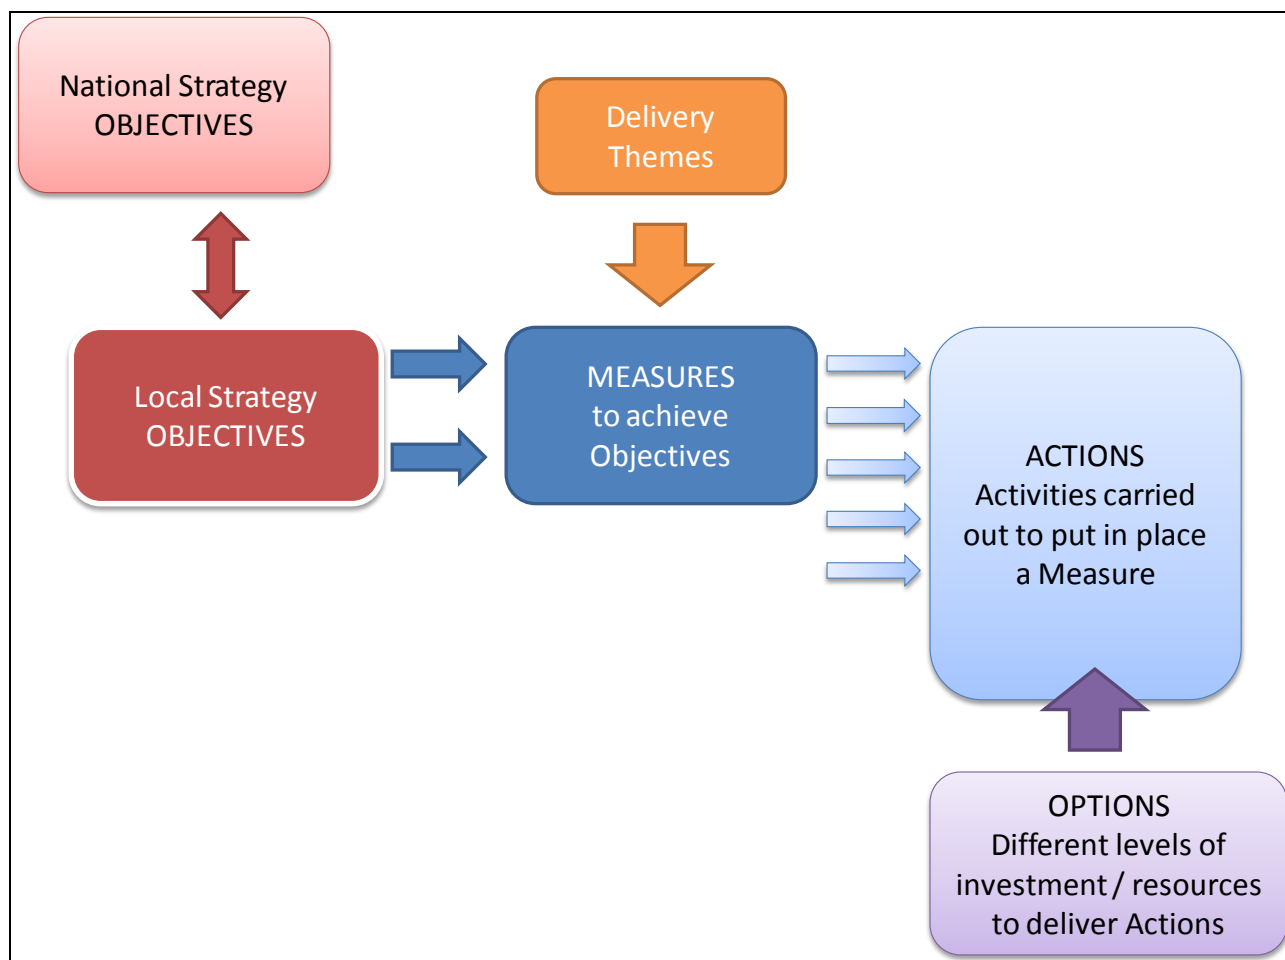 National Strategy
OBJECTIVES
Delivery
Themes
Local Strategy
OBJECTIVES
MEASURES
to achieve
Objectives
ACTIONS
Activities carried
out to put in place
a Measure
OPTIONS
Different levels of
investment / resources
to deliver Actions